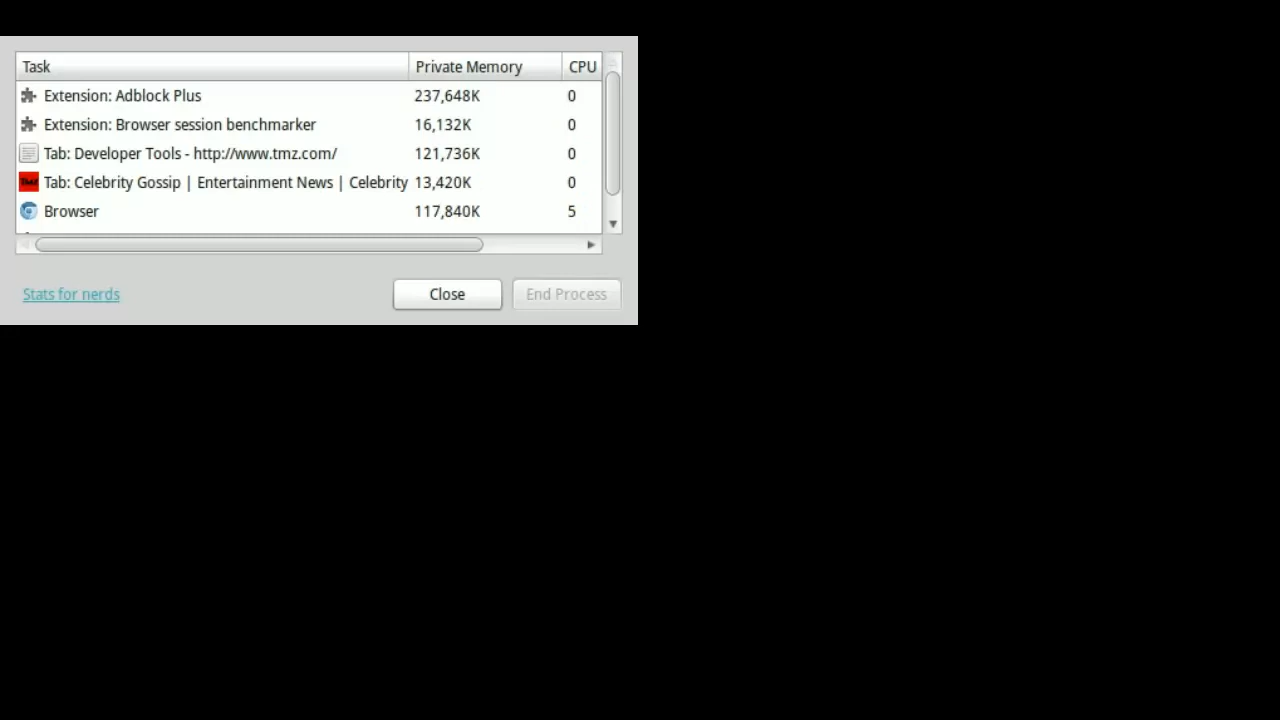 Task Private Memory CPU
Extension: Adblock Plus 237,648K 0
Extension: Browser session benchmarker 16,132K 0
Tab: Developer Tools - http://www.tmz.com/ 121,736K 0
Tab: Celebrity Gossip | Entertainment News | Celebrity 13,420K 0
Browser 117,840K 5
Stats for nerds Close End Process